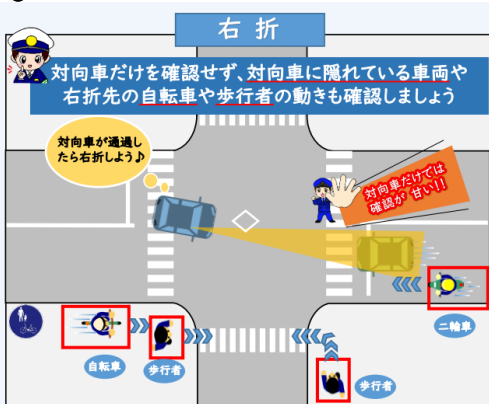 右折
対向車だけを確認せず、対向車に隠れている車両や
右折先の自転車や歩行者の動きも確認しましょう
対向車が通過し
たら右折しよう♪
対向車だけでは
確認が甘い!!
二輪車
自転車
歩行者
歩行者